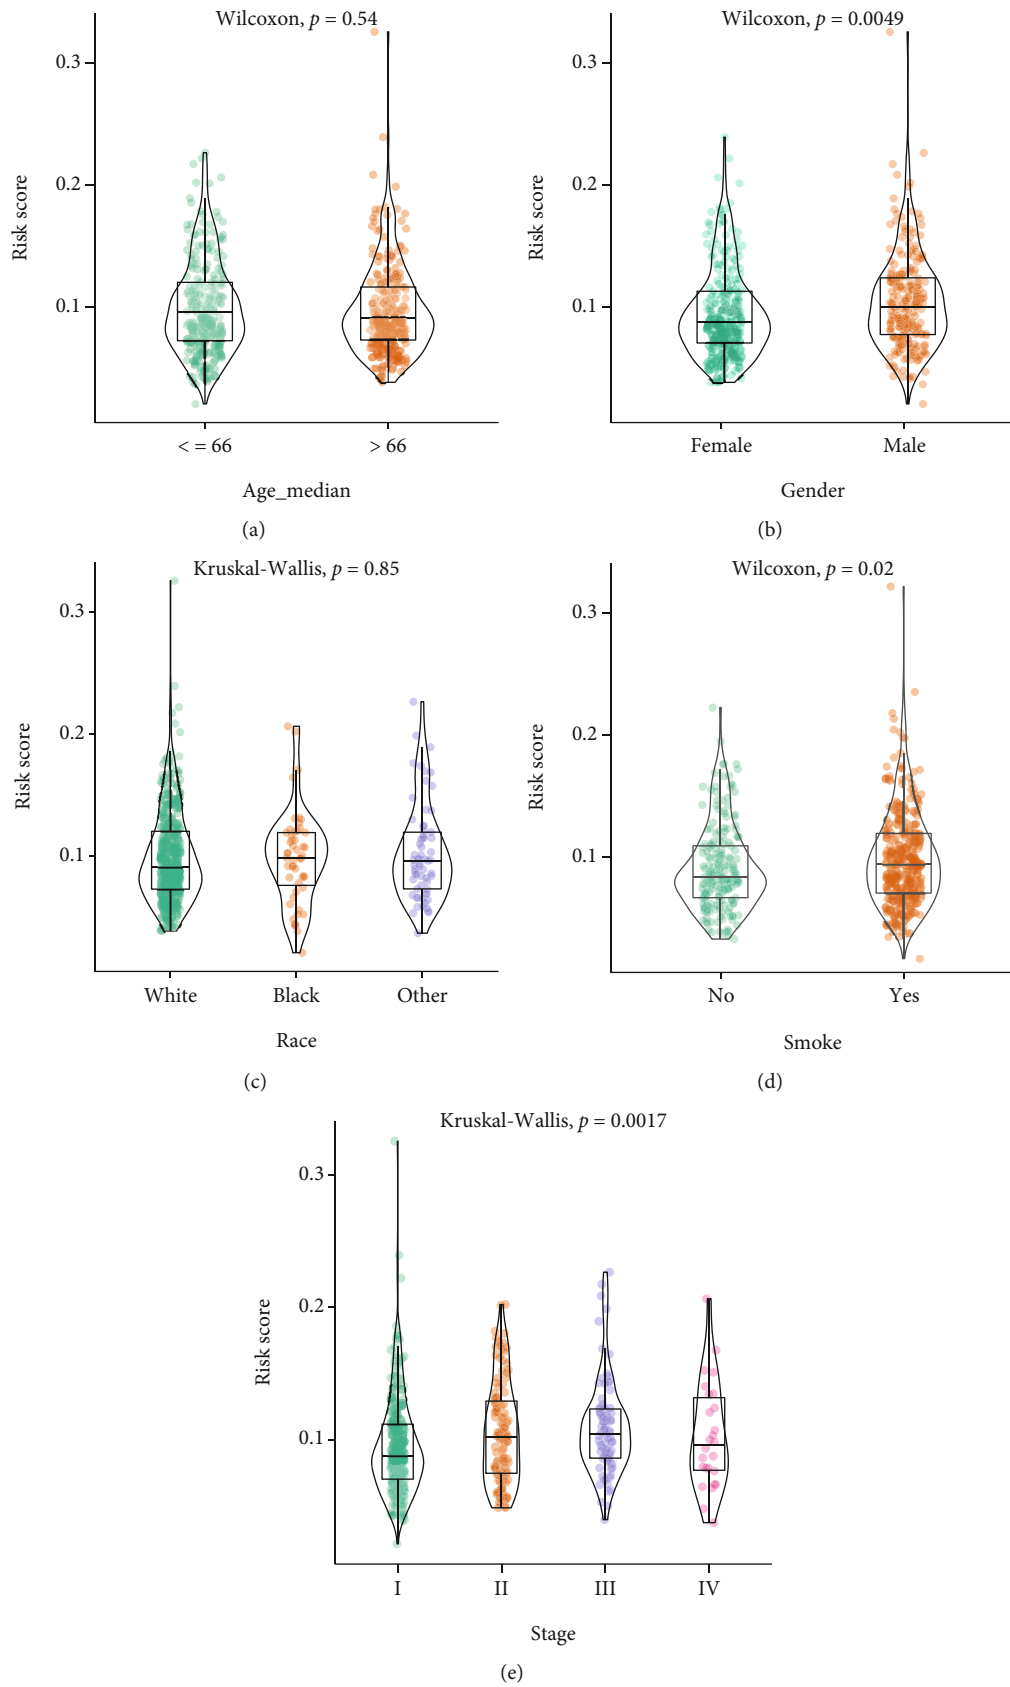 Wilcoxon, p = 0.54
0.3
0.2
0.1
Risk score
< = 66
> 66
Age_median
(a)
Wilcoxon, p = 0.0049
0.3
0.2
0.1
Risk score
Female
Male
Gender
(b)
Kruskal-Wallis, p = 0.85
0.3
0.2
0.1
Risk score
White
Black
Other
Race
(c)
Wilcoxon, p = 0.02
0.3
0.2
0.1
Risk score
No
Yes
Smoke
(d)
Kruskal-Wallis, p = 0.0017
0.3
0.2
0.1
Risk score
I
II
III
IV
Stage
(e)